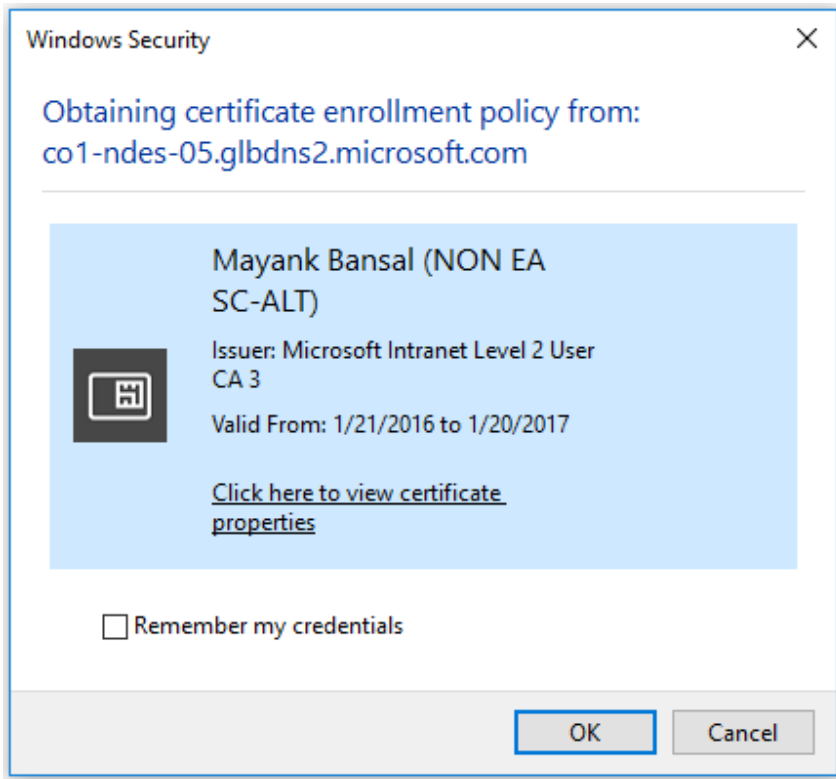 Windows Security
Obtaining certificate enrollment policy from:
co1-ndes-05.glbdns2.microsoft.com
Mayank Bansal (NON EA
SC-ALT)
Issuer: Microsoft Intranet Level 2 User
CA 3
Valid From: 1/21/2016 to 1/20/2017
Click here to view certificate
properties
Remember my credentials
OK
Cancel